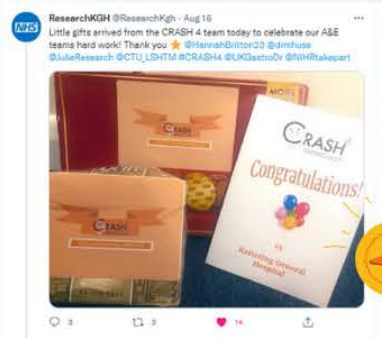 ResearchKGH @ResearchKgh · Aug 16
NHS
Little gifts arrived from the CRASH 4 team today to celebrate our A&E
teams hard work! Thank you ⭐ @HannahBritton23 @drmhuss
@JulieResearch @CTU_LSHTM #CRASH4 @UKGastroDr @NIHRtakepart
MORE
CRASH
CRASH
CRASH
Congratulations!
Kettering General
Hospital
3
3
14